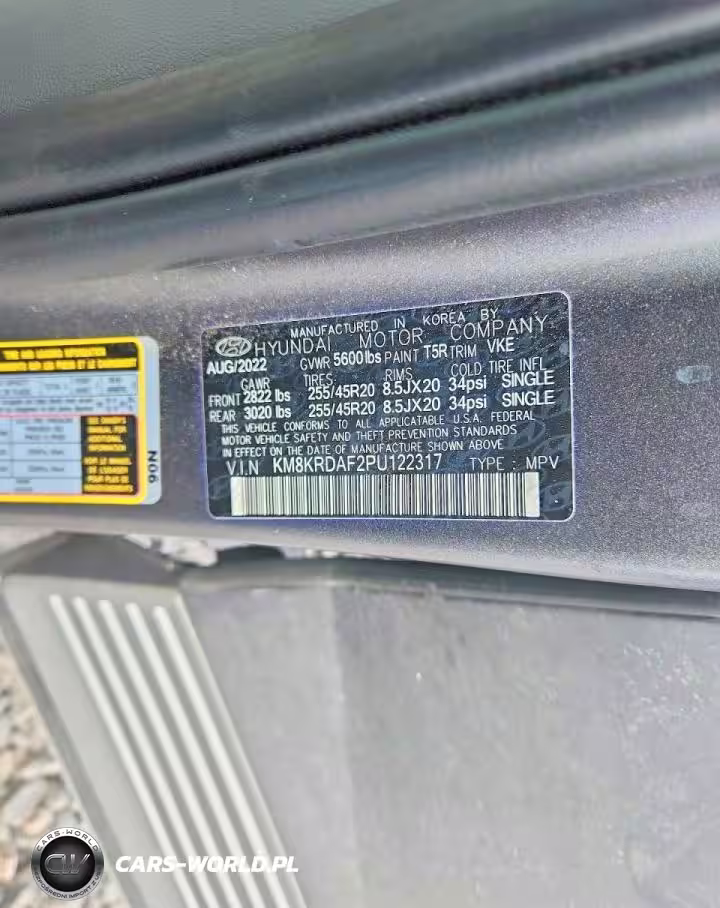 MANUFACTURED IN KOREA BY
HYUNDAI MOTOR COMPANY
AUG/2022 GVWR 5600lbs PAINT T5R TRIM VKE
GAWR TIRES RIMS COLD TIRE INFL
FRONT 2822 lbs 255/45R20 8.5JX20 34psi SINGLE
REAR 3020 lbs 255/45R20 8.5JX20 34psi SINGLE
THIS VEHICLE CONFORMS TO ALL APPLICABLE U.S.A. FEDERAL
MOTOR VEHICLE SAFETY AND THEFT PREVENTION STANDARDS
IN EFFECT ON THE DATE OF MANUFACTURE SHOWN ABOVE
V.I.N KM8KRDAF2PU122317 TYPE : MPV
N06
CARS-WORLD
CW
CARS-WORLD.PL